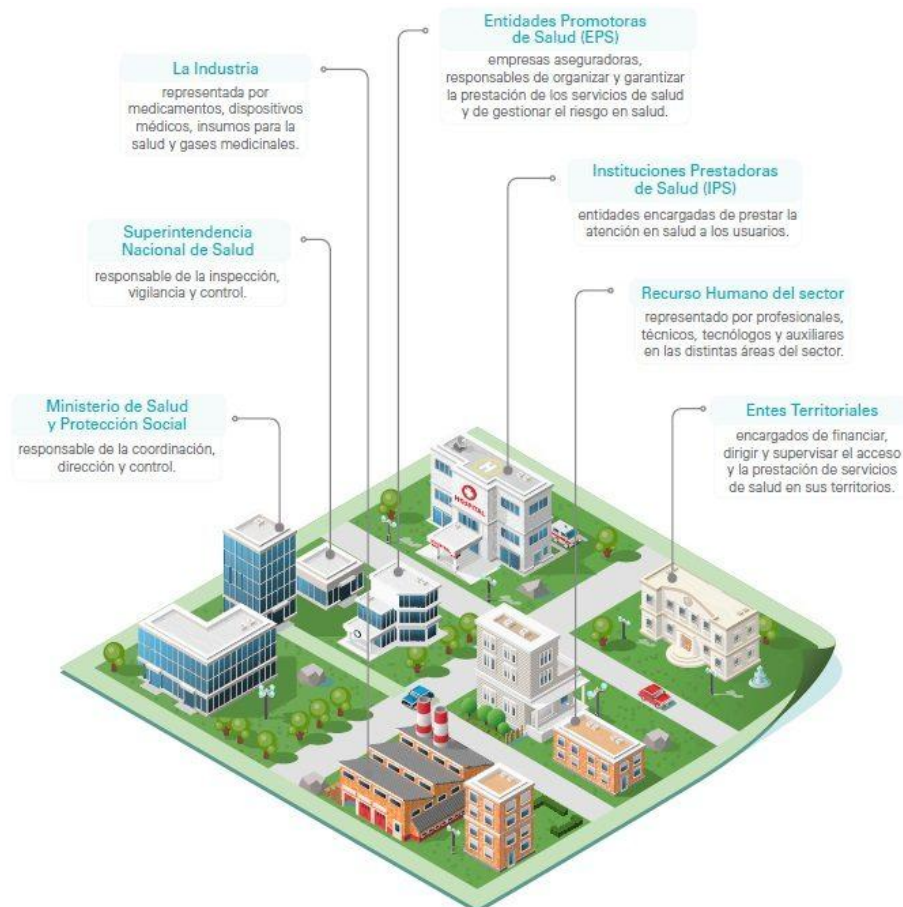 Entidades Promotoras
de Salud (EPS)
empresas aseguradoras,
responsables de organizar y garantizar
la prestación de los servicios de salud
y de gestionar el riesgo en salud.
La Industria
representada por
medicamentos, dispositivos
médicos, insumos para la
salud y gases medicinales.
Instituciones Prestadoras
de Salud (IPS)
entidades encargadas de prestar la
atención en salud a los usuarios.
Superintendencia
Nacional de Salud
responsable de la inspección,
vigilancia y control.
Recurso Humano del sector
representado por profesionales,
técnicos, tecnólogos y auxiliares
en las distintas áreas del sector.
Ministerio de Salud
y Protección Social
responsable de la coordinación,
dirección y control.
Entes Territoriales
encargados de financiar,
dirigir y supervisar el acceso
y la prestación de servicios
de salud en sus territorios.
H
HOSPITAL